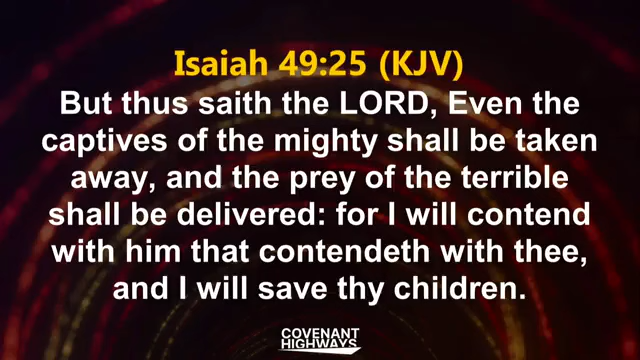 Isaiah 49:25 (KJV)
But thus saith the LORD, Even the
captives of the mighty shall be taken
away, and the prey of the terrible
shall be delivered: for I will contend
with him that contendeth with thee,
and I will save thy children.
COVENANT
HIGHWAYS